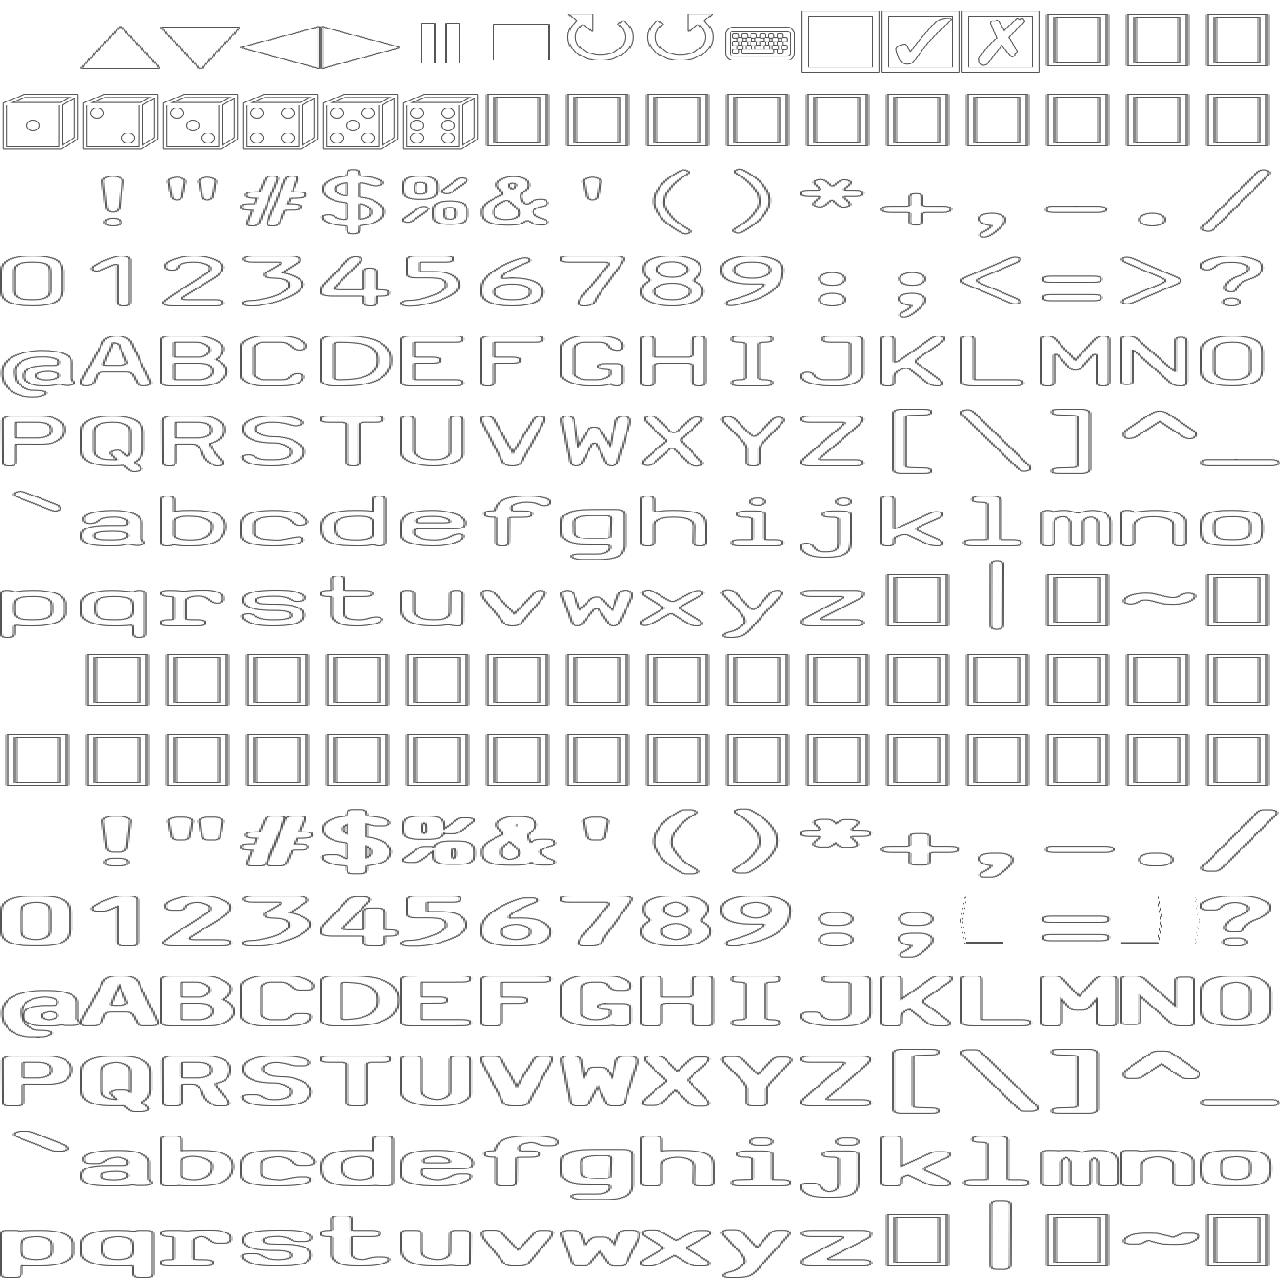 ! " # $ % & ' ( ) * + , - . /
0 1 2 3 4 5 6 7 8 9 : ; < = > ?
@ A B C D E F G H I J K L M N O
P Q R S T U V W X Y Z [ \ ] ^ _
` a b c d e f g h i j k l m n o
p q r s t u v w x y z | ~
! " # $ % & ' ( ) * + , - . /
0 1 2 3 4 5 6 7 8 9 : ; = ?
@ A B C D E F G H I J K L M N O
P Q R S T U V W X Y Z [ \ ] ^ _
` a b c d e f g h i j k l m n o
p q r s t u v w x y z | ~